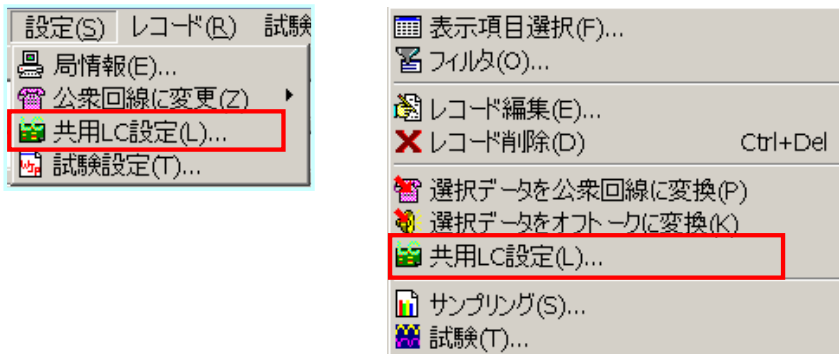 設定(S) レコード(R) 試験
局情報(E)...
公衆回線に変更(Z)
共用LC設定(L)...
試験設定(T)...
表示項目選択(F)...
フィルタ(O)...
レコード編集(E)...
レコード削除(D) Ctrl+Del
選択データを公衆回線に変換(P)
選択データをオフトークに変換(K)
共用LC設定(L)...
サンプリング(S)...
試験(T)...